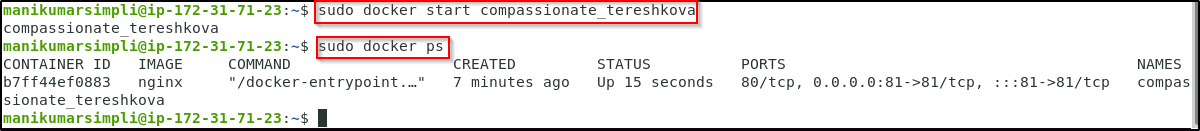 manikumarsimpli@ip-172-31-71-23:~$ sudo docker start compassionate_tereshkova
compassionate_tereshkova
manikumarsimpli@ip-172-31-71-23:~$ sudo docker ps
CONTAINER ID   IMAGE     COMMAND                  CREATED         STATUS          PORTS                                     NAMES
b7ff44ef0883   nginx     "/docker-entrypoint.…"   7 minutes ago   Up 15 seconds   80/tcp, 0.0.0.0:81->81/tcp, :::81->81/tcp   compas
sionate_tereshkova
manikumarsimpli@ip-172-31-71-23:~$